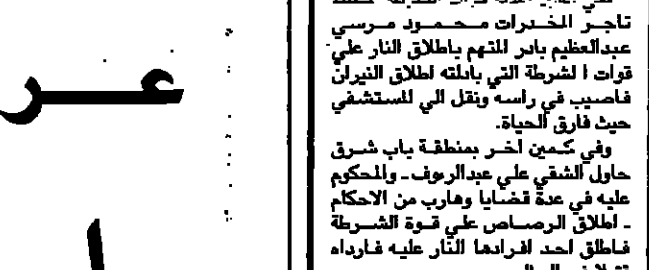 تاجر المخدرات محمود مرسي
عبدالعظيم بادر المتهم باطلاق النار علي
قوات ا لشرطة التي بادلته اطلاق النيران
فاصيب في راسه ونقل الي المستشفي
حيث فارق الحياة.
وفي كمين اخر بمنطقة باب شرق
حاول الشقي علي عبدالرءوف ـ والمحكوم
عليه في عدة قضايا وهارب من الاحكام
ـ اطلاق الرصاص علي قوة الشرطة
فاطلق احد افرادها النار عليه فارداه
عر